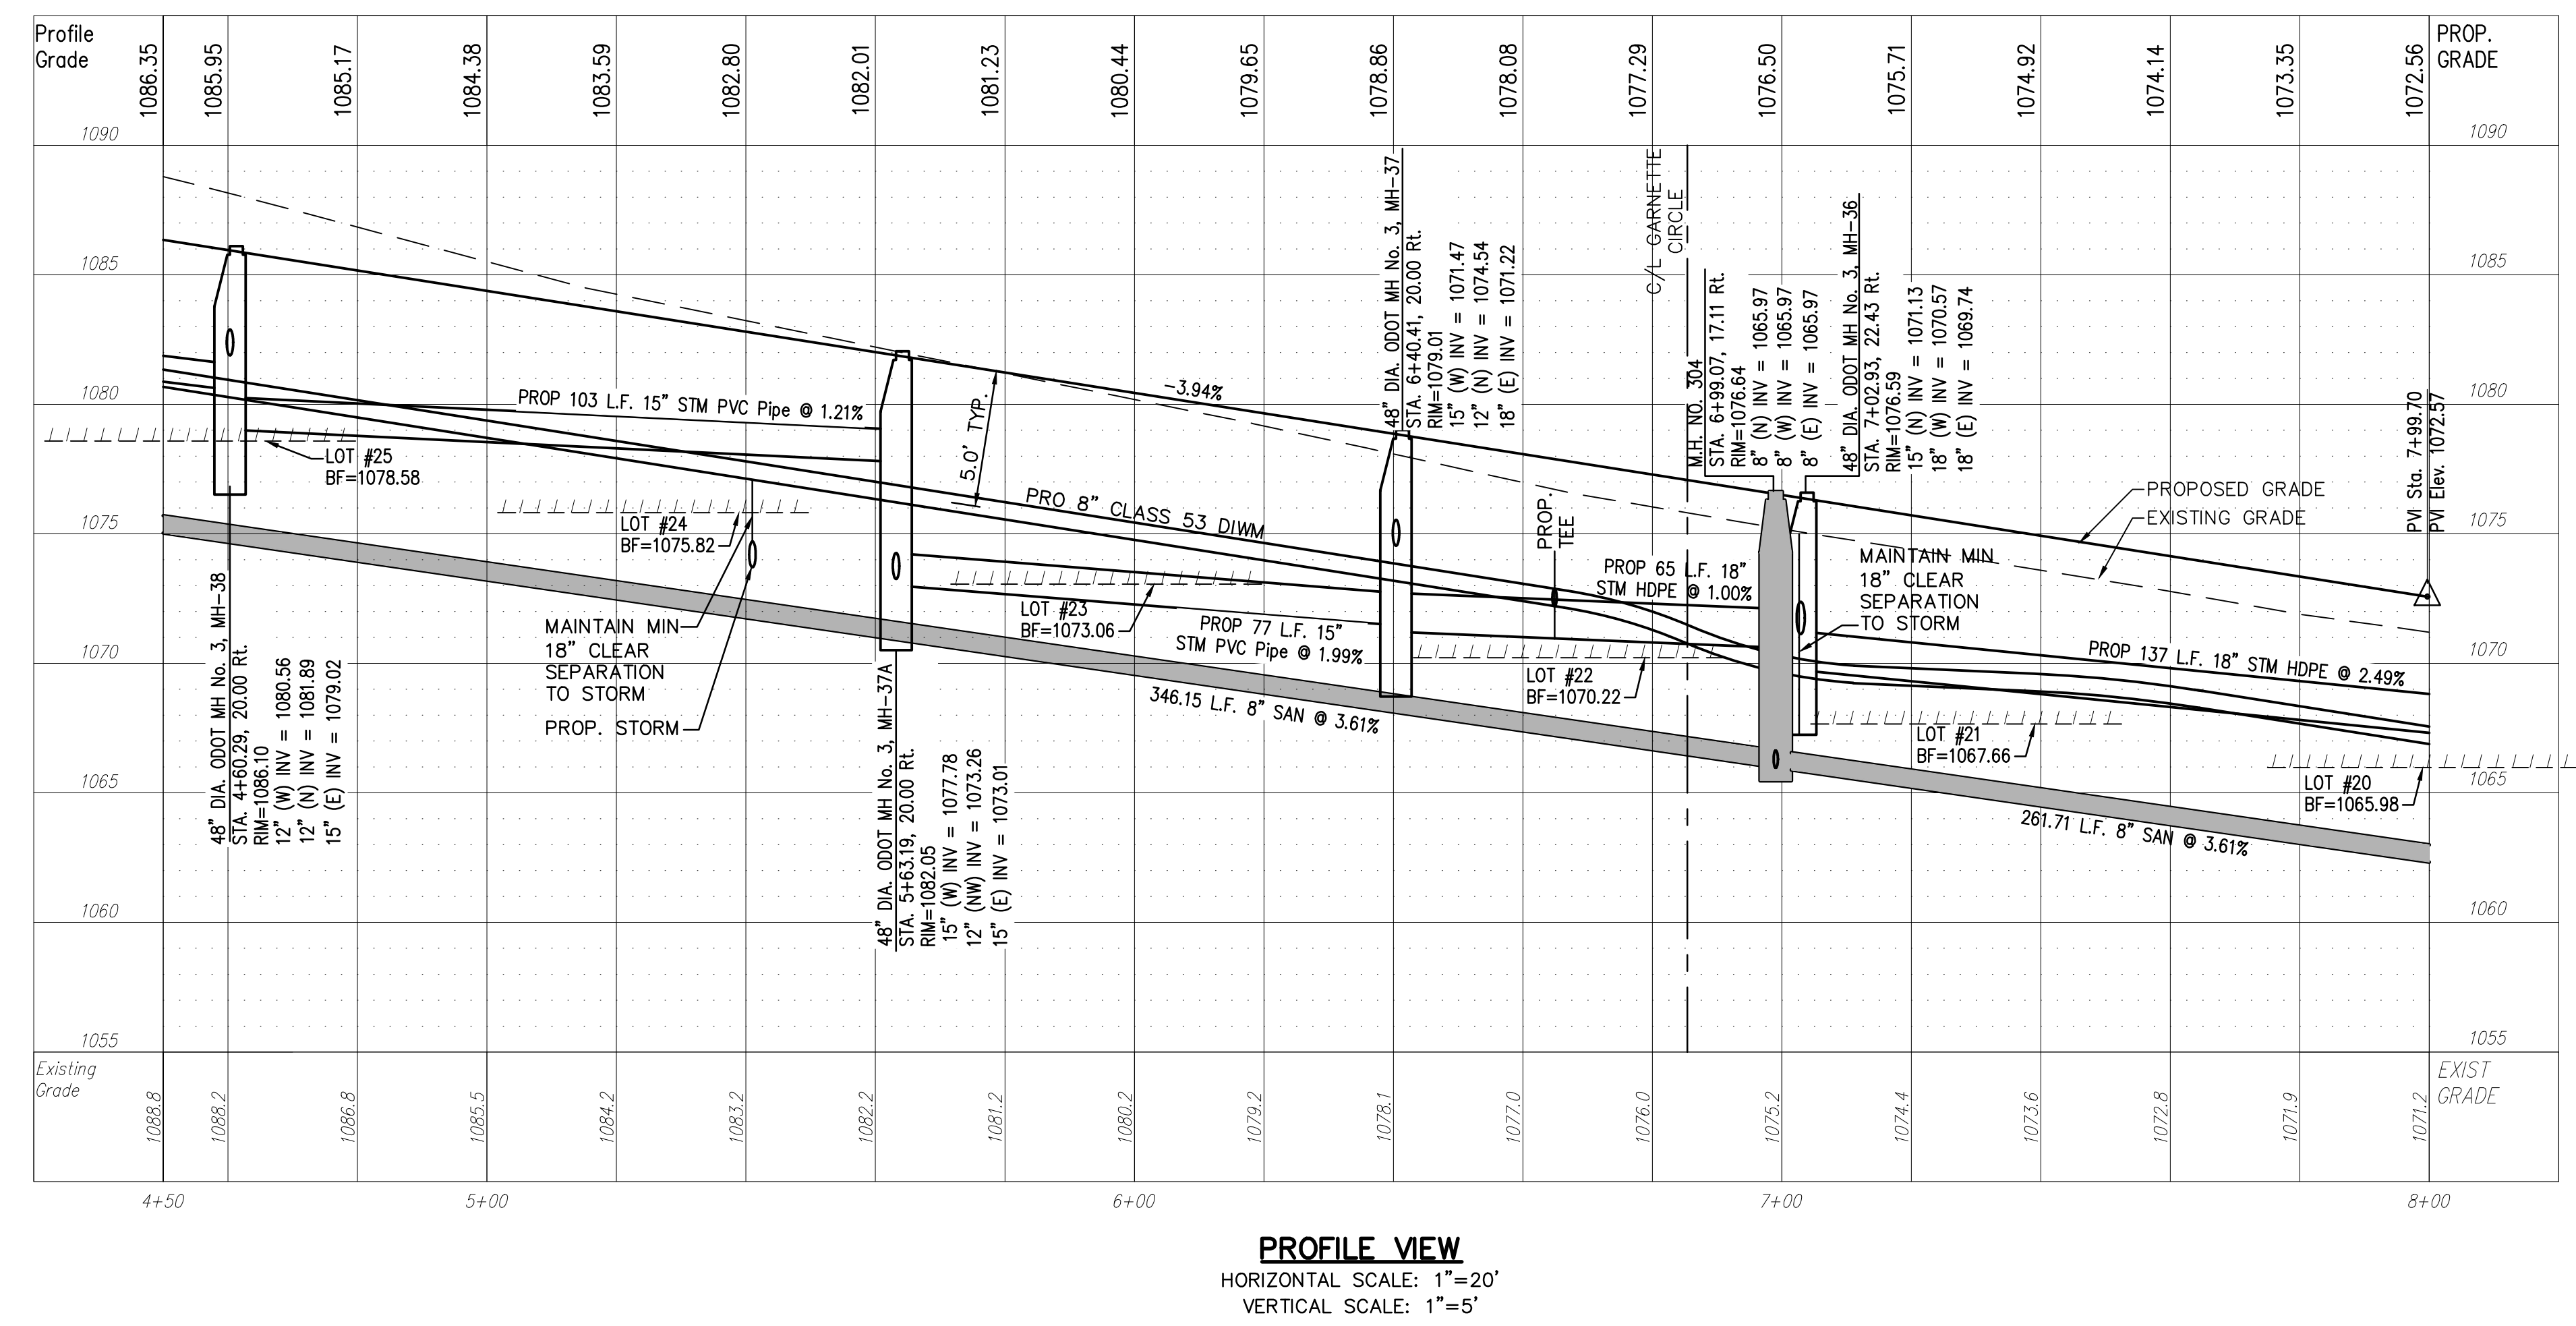 Profile
Grade
1086.35
1085.95
1085.17
1084.38
1083.59
1082.80
1082.01
1081.23
1080.44
1079.65
1078.86
1078.08
1077.29
1076.50
1075.71
1074.92
1074.14
1073.35
1072.56
PROP.
GRADE
1090
1090
1085
1085
1080
1080
1075
1075
1070
1070
1065
1065
1060
1060
1055
1055
LOT #25
BF=1078.58
48" DIA. ODOT MH No. 3, MH-38
STA. 4+60.29, 20.00 Rt.
RIM=1086.10
12" (W) INV = 1080.56
12" (N) INV = 1081.89
15" (E) INV = 1079.02
PROP 103 L.F. 15" STM PVC Pipe @ 1.21%
LOT #24
BF=1075.82
MAINTAIN MIN
18" CLEAR
SEPARATION
TO STORM
PROP. STORM
48" DIA. ODOT MH No. 3, MH-37A
STA. 5+63.19, 20.00 Rt.
RIM=1082.05
15" (W) INV = 1077.78
12" (NW) INV = 1073.26
15" (E) INV = 1073.01
5.0' TYP.
-3.94%
PRO 8" CLASS 53 DIWM
LOT #23
BF=1073.06
PROP 77 L.F. 15"
STM PVC Pipe @ 1.99%
346.15 L.F. 8" SAN @ 3.61%
48" DIA. ODOT MH No. 3, MH-37
STA. 6+40.41, 20.00 Rt.
RIM=1079.01
15" (W) INV = 1071.47
12" (N) INV = 1074.54
18" (E) INV = 1071.22
PROP.
TEE
PROP 65 L.F. 18"
STM HDPE @ 1.00%
LOT #22
BF=1070.22
C/L GARNETTE
CIRCLE
M.H. NO. 304
STA. 6+99.07, 17.11 Rt.
RIM=1076.64
8" (N) INV = 1065.97
8" (W) INV = 1065.97
8" (E) INV = 1065.97
48" DIA. ODOT MH No. 3, MH-36
STA. 7+02.93, 22.43 Rt.
RIM=1076.59
15" (N) INV = 1071.13
18" (W) INV = 1070.57
18" (E) INV = 1069.74
MAINTAIN MIN
18" CLEAR
SEPARATION
TO STORM
PROPOSED GRADE
EXISTING GRADE
PROP 137 L.F. 18" STM HDPE @ 2.49%
LOT #21
BF=1067.66
261.71 L.F. 8" SAN @ 3.61%
LOT #20
BF=1065.98
PVI Sta. 7+99.70
PVI Elev. 1072.57
Existing
Grade
1088.8
1088.2
1086.8
1085.5
1084.2
1083.2
1082.2
1081.2
1080.2
1079.2
1078.1
1077.0
1076.0
1075.2
1074.4
1073.6
1072.8
1071.9
1071.2
EXIST
GRADE
4+50
5+00
6+00
7+00
8+00
PROFILE VIEW
HORIZONTAL SCALE: 1"=20'
VERTICAL SCALE: 1"=5'